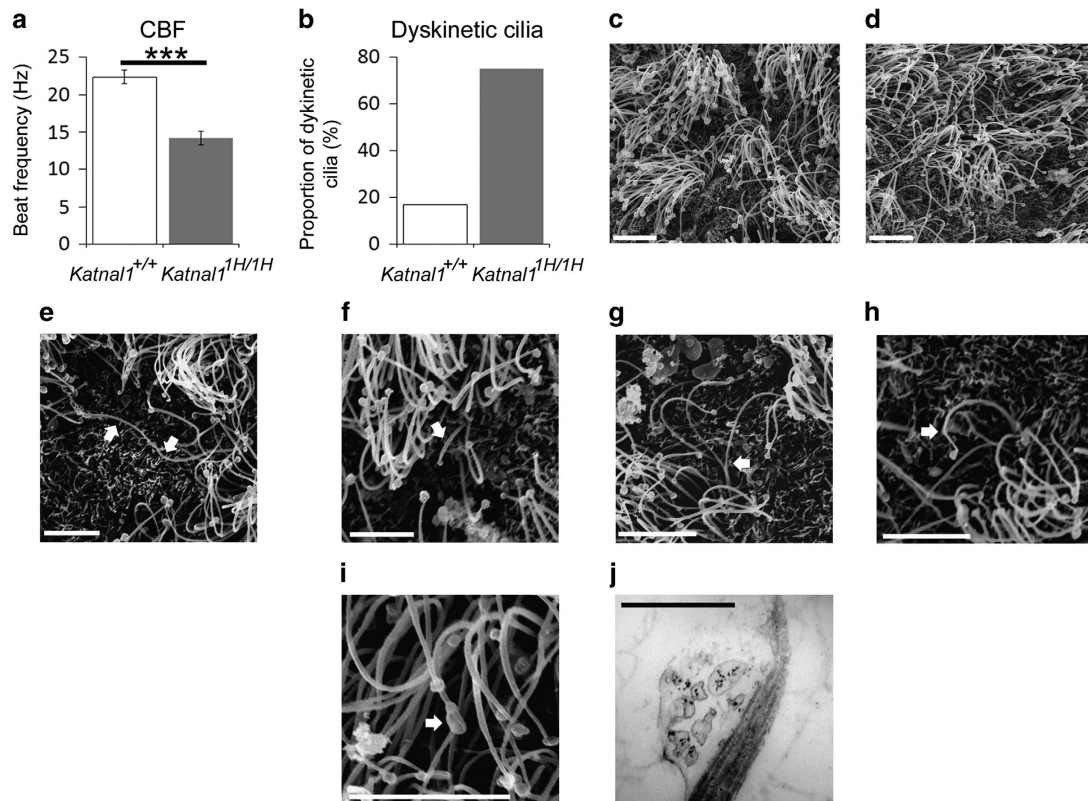 a
b
c
d
CBF
Dyskinetic cilia
***
Beat frequency (Hz)
25
20
15
10
5
0
Katnal1+/+ Katnal11H/1H
Proportion of dykinetic
cilia (%)
80
60
40
20
0
Katnal1+/+ Katnal11H/1H
e
f
g
h
i
j